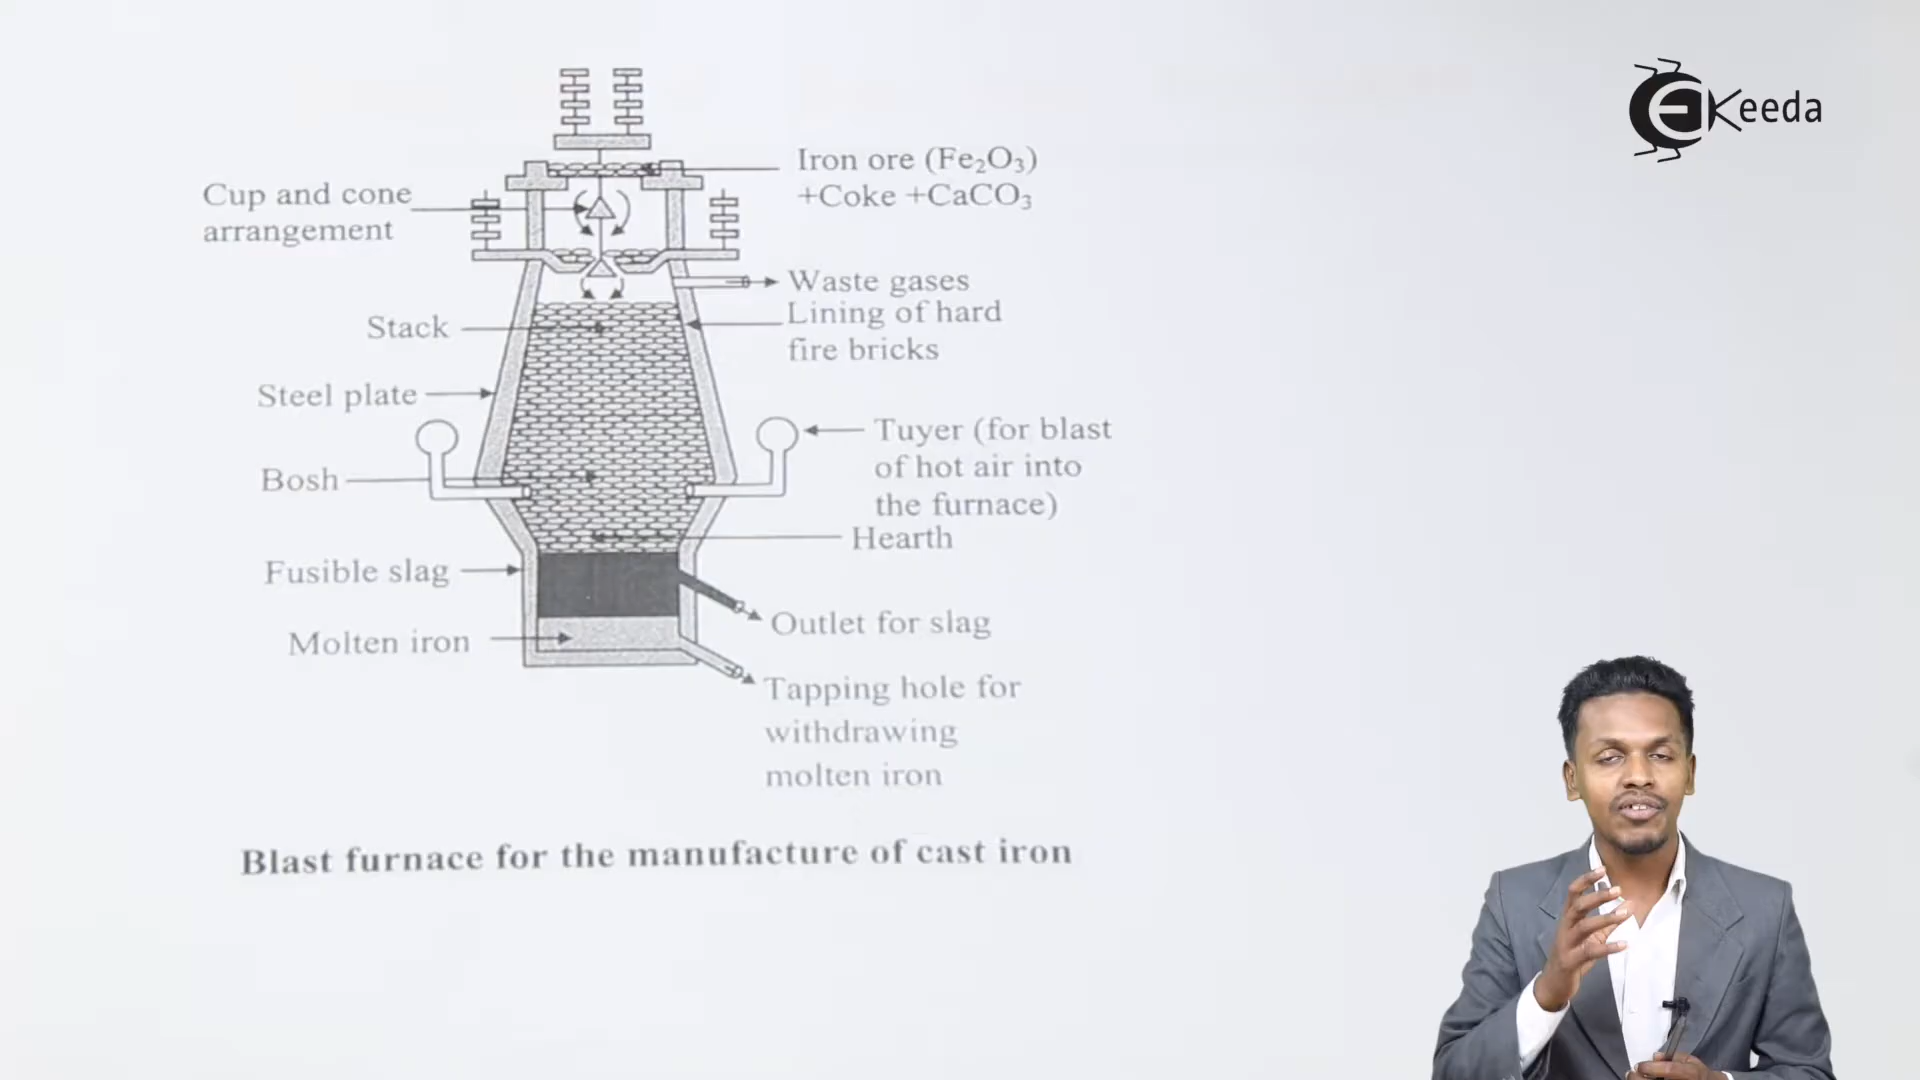 EKeeda
Iron ore (Fe₂O₃)
+Coke +CaCO₃
Cup and cone
arrangement
Waste gases
Lining of hard
fire bricks
Stack
Steel plate
Tuyer (for blast
of hot air into
the furnace)
Bosh
Hearth
Fusible slag
Outlet for slag
Molten iron
Tapping hole for
withdrawing
molten iron
Blast furnace for the manufacture of cast iron